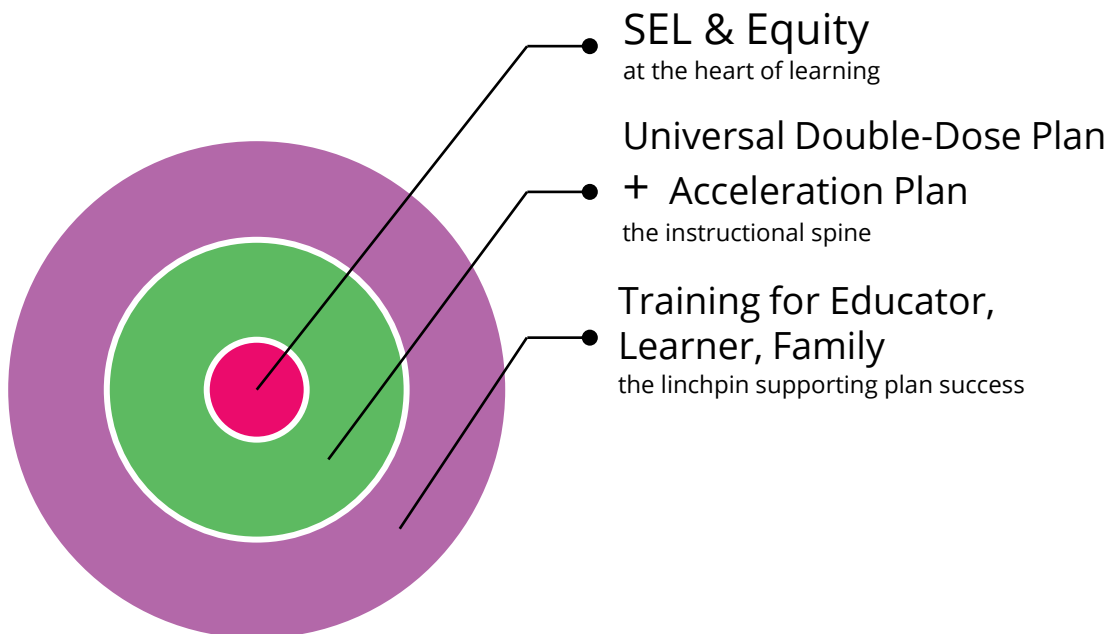 SEL & Equity
at the heart of learning
Universal Double-Dose Plan
+ Acceleration Plan
the instructional spine
Training for Educator,
Learner, Family
the linchpin supporting plan success